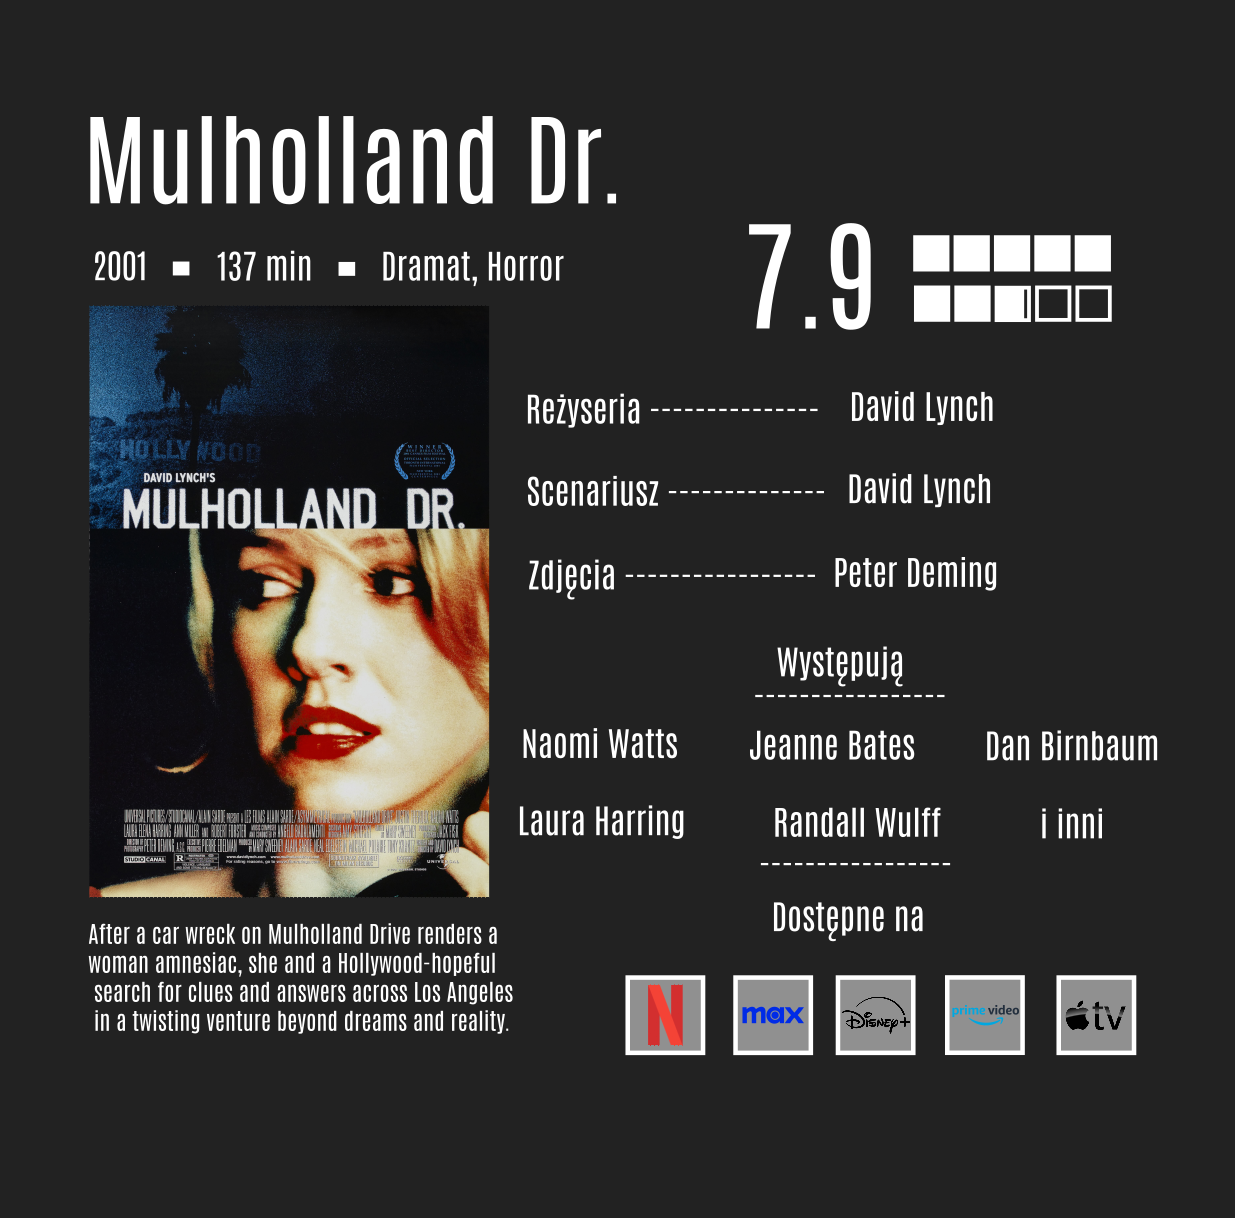 Mulholland Dr.
2001 ■ 137 min ■ Dramat, Horror
7.9
HOLLYWOOD
WINNER
DAVID LYNCH'S
MULHOLLAND DR.
STUDIO CANAL
R
Reżyseria --------------- David Lynch
Scenariusz -------------- David Lynch
Zdjęcia ----------------- Peter Deming
Występują
-----------------
Naomi Watts Jeanne Bates Dan Birnbaum
Laura Harring Randall Wulff i inni
-----------------
Dostępne na
N max Disney+ prime video tv
After a car wreck on Mulholland Drive renders a
woman amnesiac, she and a Hollywood-hopeful
search for clues and answers across Los Angeles
in a twisting venture beyond dreams and reality.